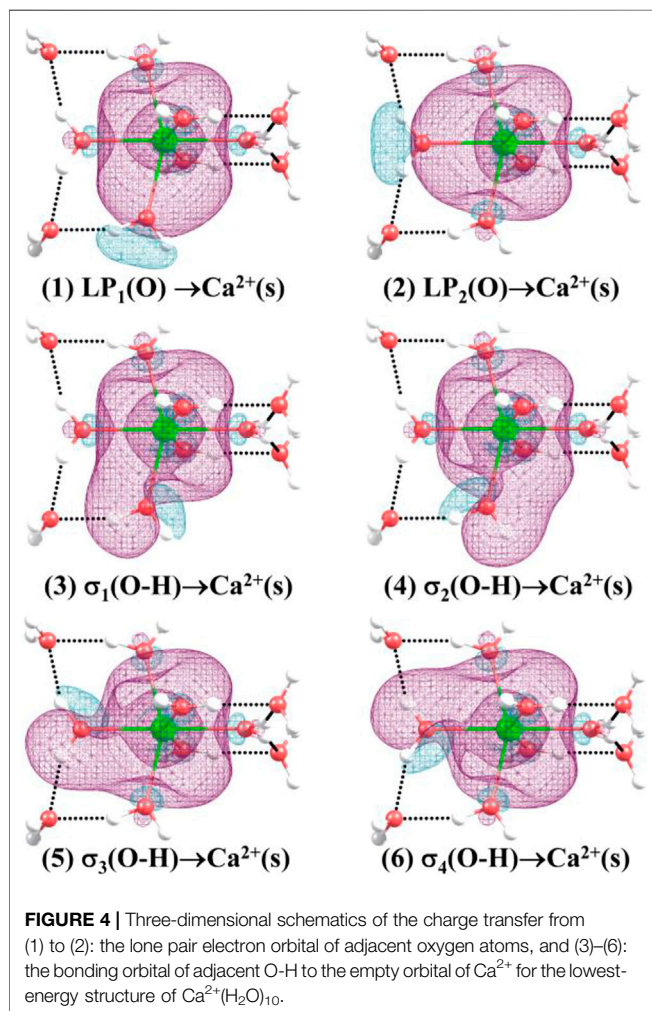 (1) LP₁(O) →Ca²⁺(s)
(2) LP₂(O)→Ca²⁺(s)
(3) σ₁(O-H)→Ca²⁺(s)
(4) σ₂(O-H)→Ca²⁺(s)
(5) σ₃(O-H)→Ca²⁺(s)
(6) σ₄(O-H)→Ca²⁺(s)
FIGURE 4 | Three-dimensional schematics of the charge transfer from
(1) to (2): the lone pair electron orbital of adjacent oxygen atoms, and (3)–(6):
the bonding orbital of adjacent O-H to the empty orbital of Ca²⁺ for the lowest-
energy structure of Ca²⁺(H₂O)₁₀.